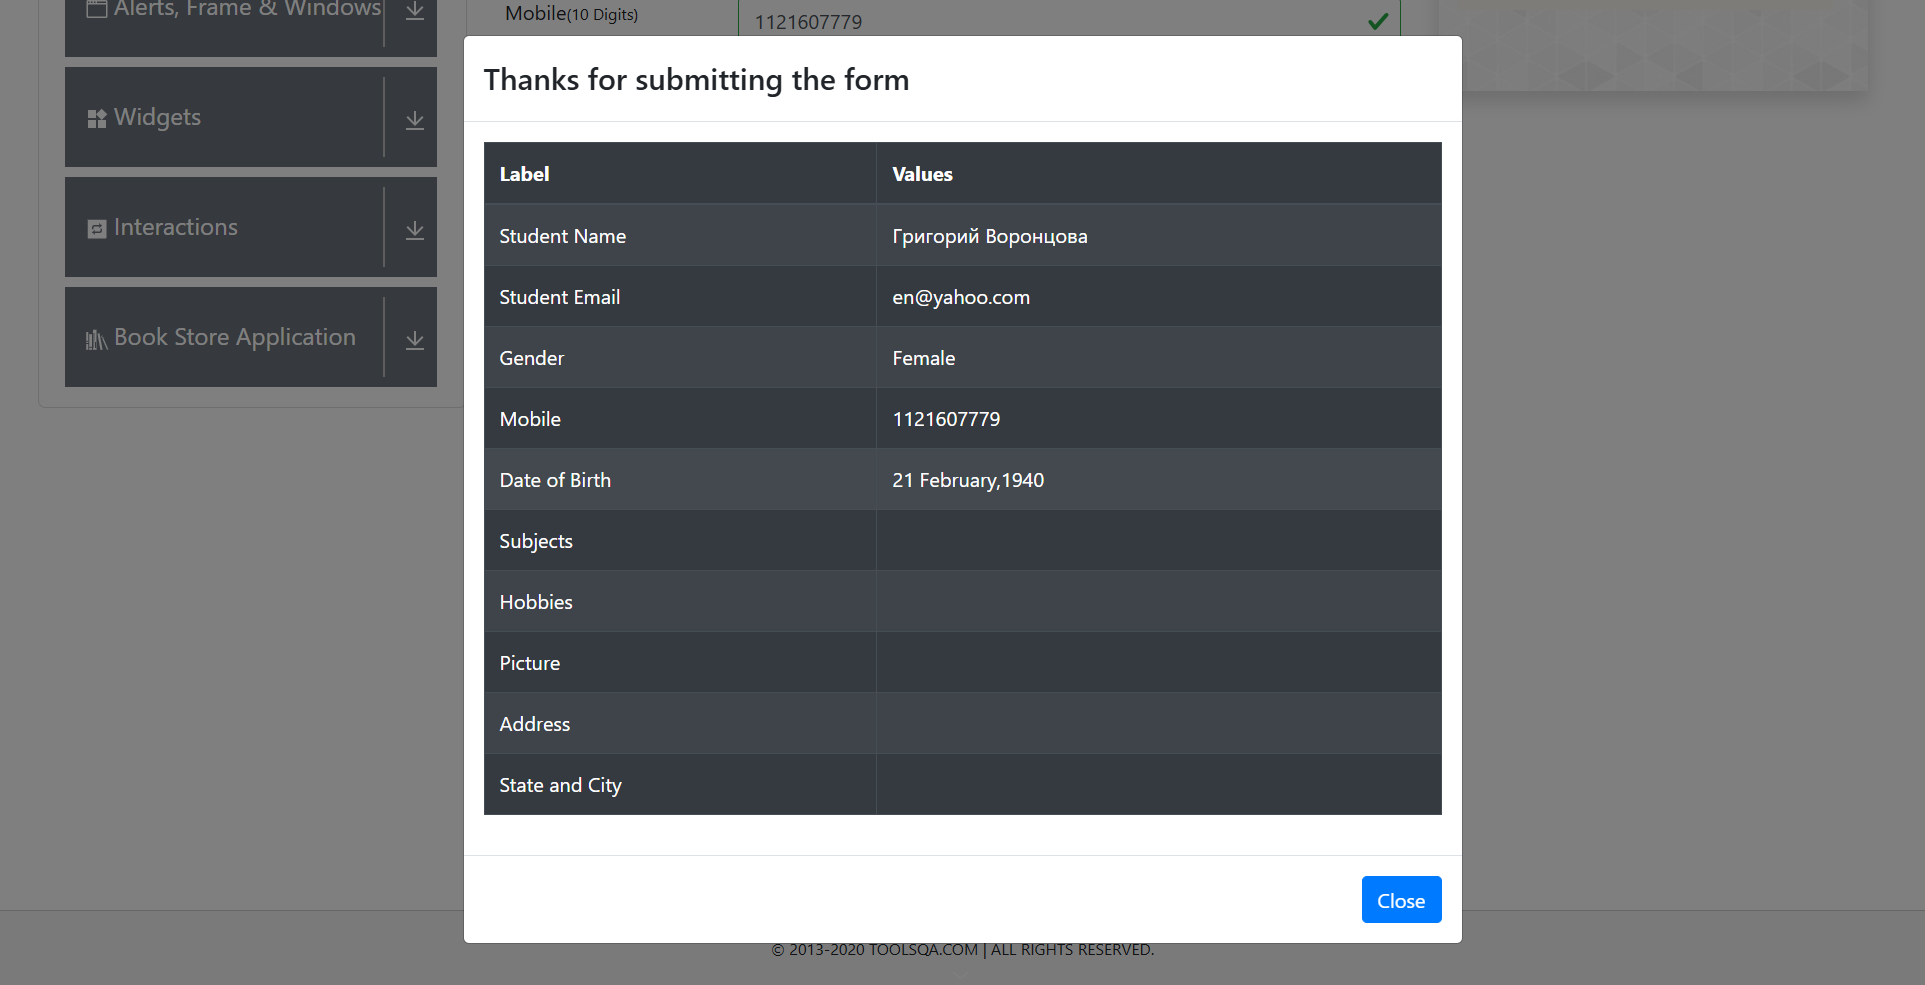 Alerts, Frame & Windows
Mobile(10 Digits)
1121607779
Widgets
Interactions
Book Store Application
Thanks for submitting the form
Label Values
Student Name Григорий Воронцова
Student Email en@yahoo.com
Gender Female
Mobile 1121607779
Date of Birth 21 February,1940
Subjects
Hobbies
Picture
Address
State and City
Close
© 2013-2020 TOOLSQA.COM | ALL RIGHTS RESERVED.